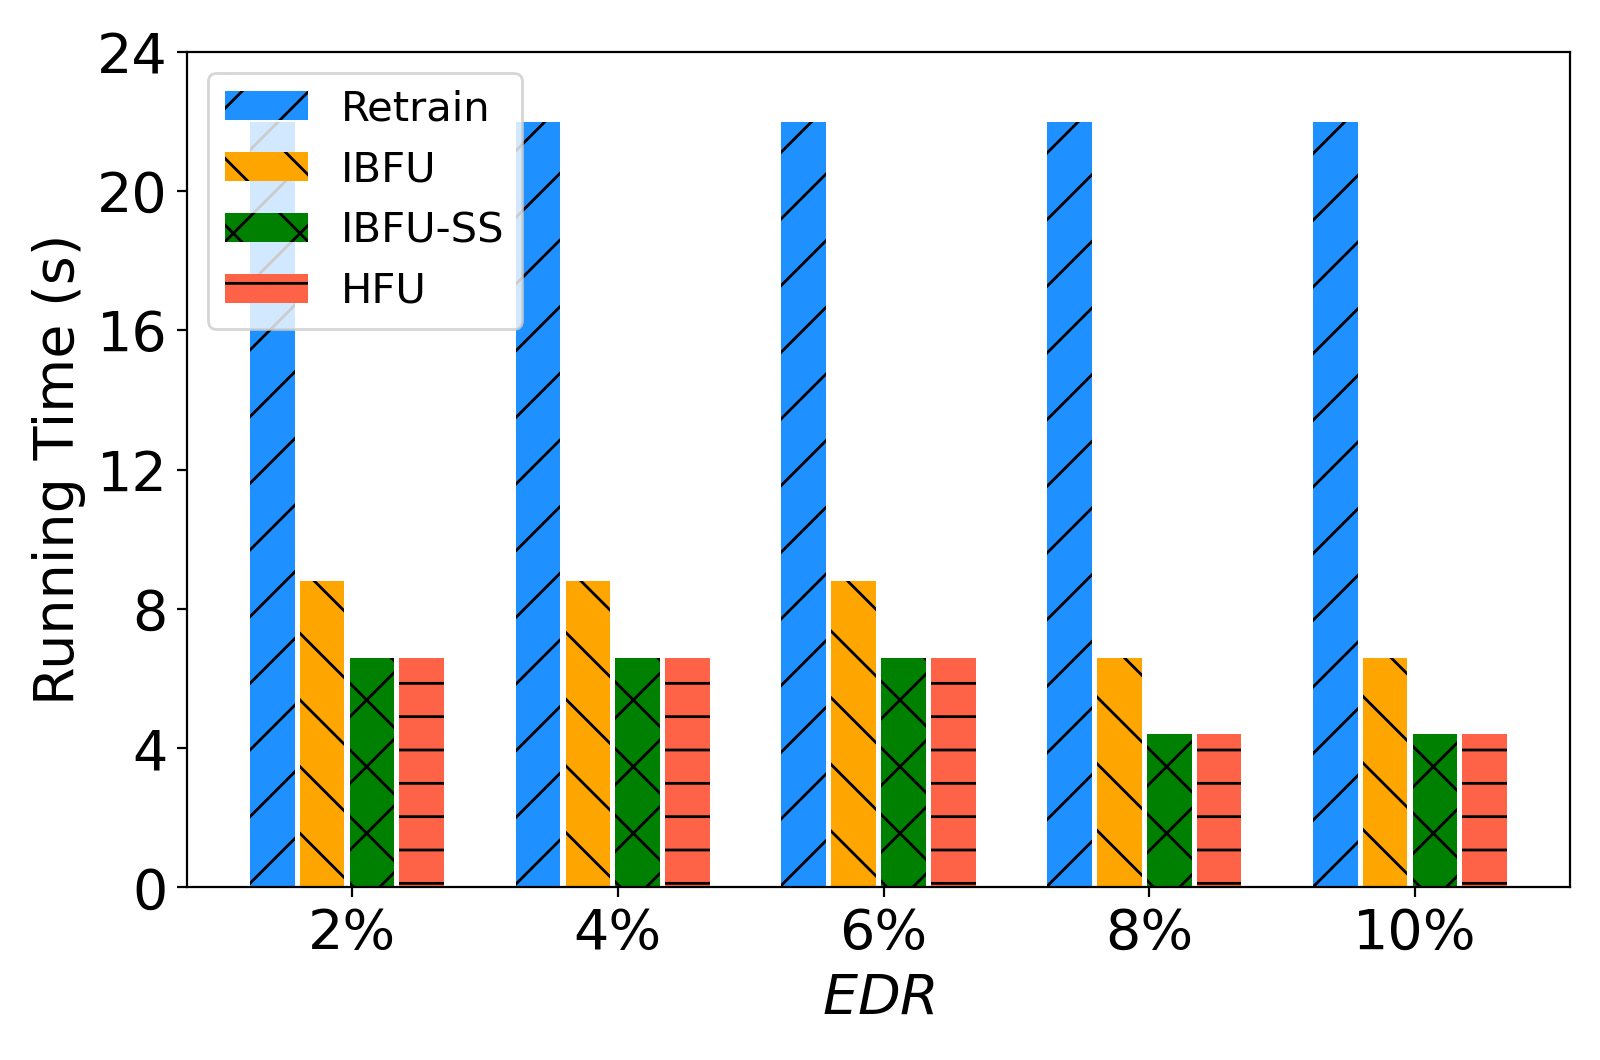 Running Time (s)
24
20
16
12
8
4
0
Retrain
IBFU
IBFU-SS
HFU
2% 4% 6% 8% 10%
EDR